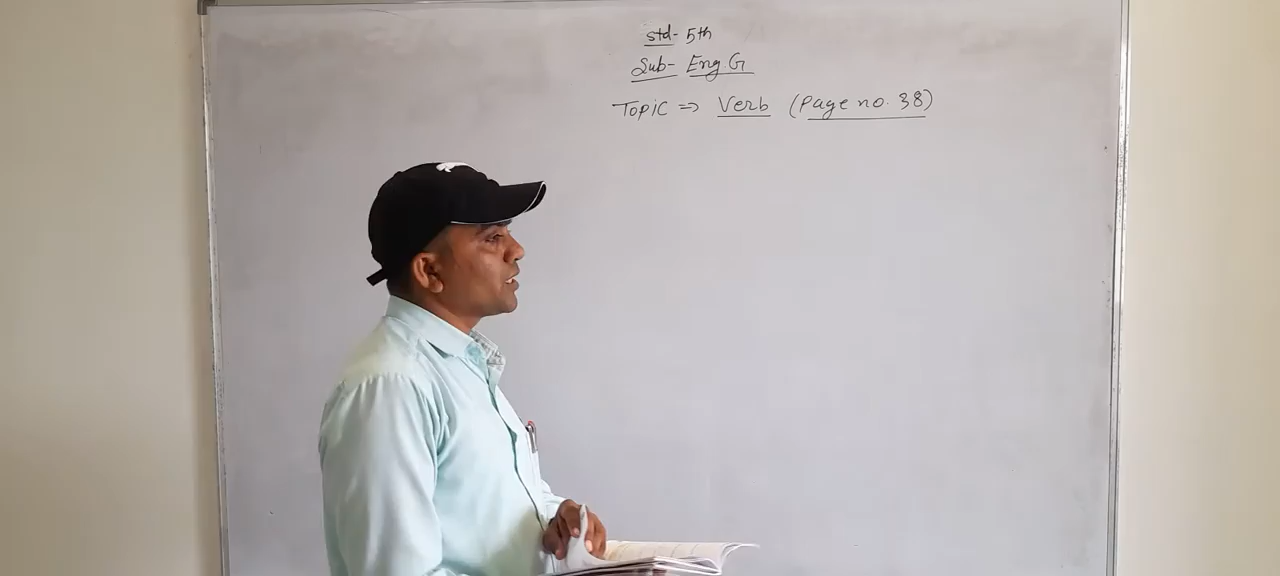 Std- 5th
Sub- Eng.G
Topic => Verb (Page no. 38)